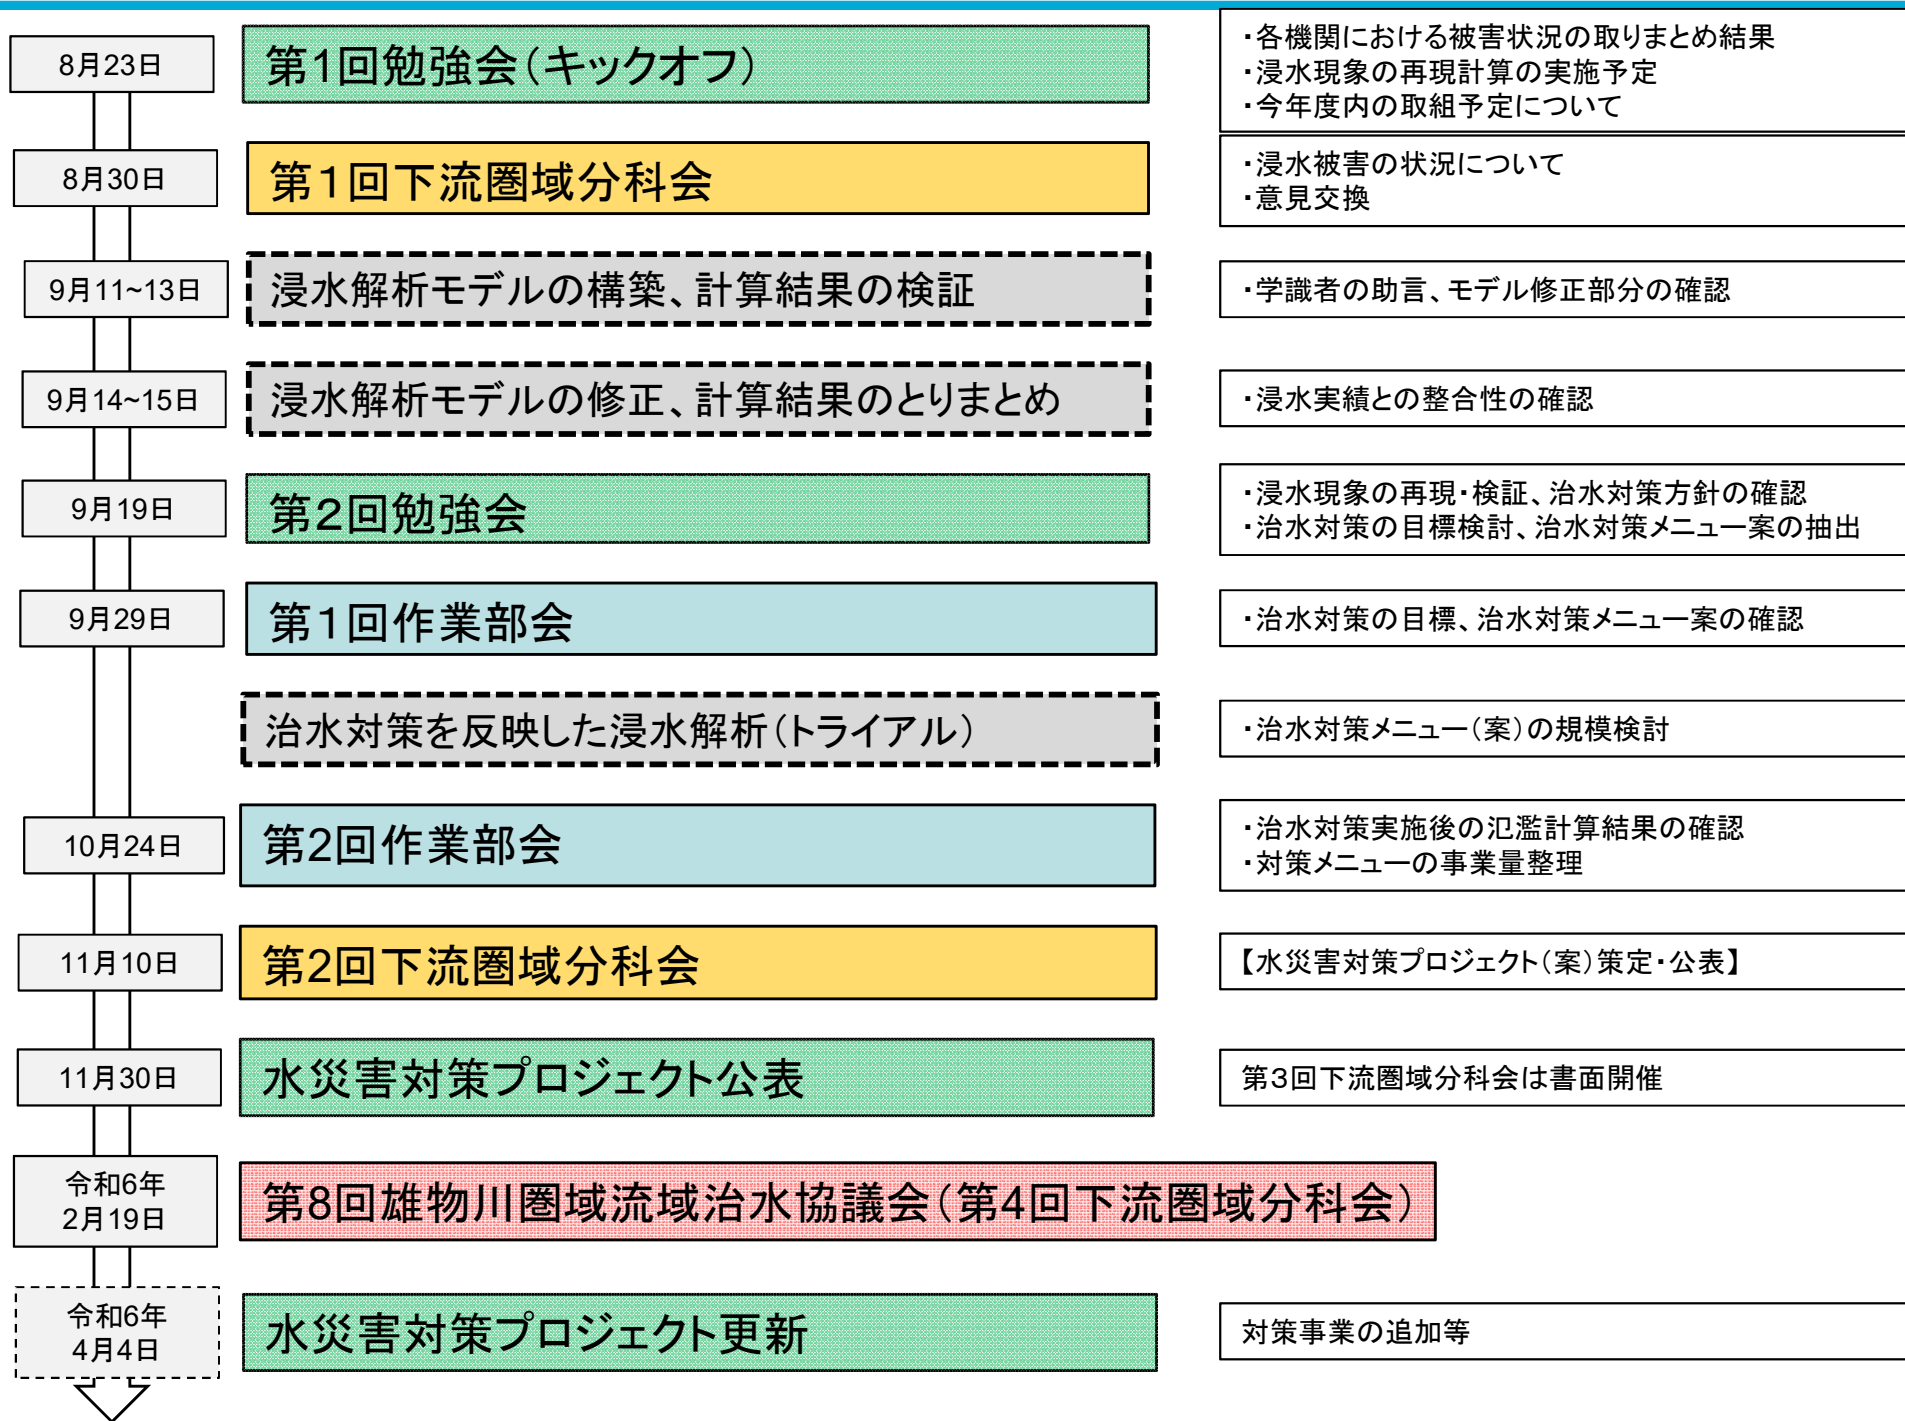 8月23日
第1回勉強会（キックオフ）
・各機関における被害状況の取りまとめ結果
・浸水現象の再現計算の実施予定
・今年度内の取組予定について
8月30日
第１回下流圏域分科会
・浸水被害の状況について
・意見交換
9月11~13日
浸水解析モデルの構築、計算結果の検証
・学識者の助言、モデル修正部分の確認
9月14~15日
浸水解析モデルの修正、計算結果のとりまとめ
・浸水実績との整合性の確認
9月19日
第２回勉強会
・浸水現象の再現・検証、治水対策方針の確認
・治水対策の目標検討、治水対策メニュー案の抽出
9月29日
第１回作業部会
・治水対策の目標、治水対策メニュー案の確認
治水対策を反映した浸水解析（トライアル）
・治水対策メニュー（案）の規模検討
10月24日
第2回作業部会
・治水対策実施後の氾濫計算結果の確認
・対策メニューの事業量整理
11月10日
第2回下流圏域分科会
【水災害対策プロジェクト（案）策定・公表】
11月30日
水災害対策プロジェクト公表
第３回下流圏域分科会は書面開催
令和6年
2月19日
第8回雄物川圏域流域治水協議会（第4回下流圏域分科会）
令和6年
4月4日
水災害対策プロジェクト更新
対策事業の追加等